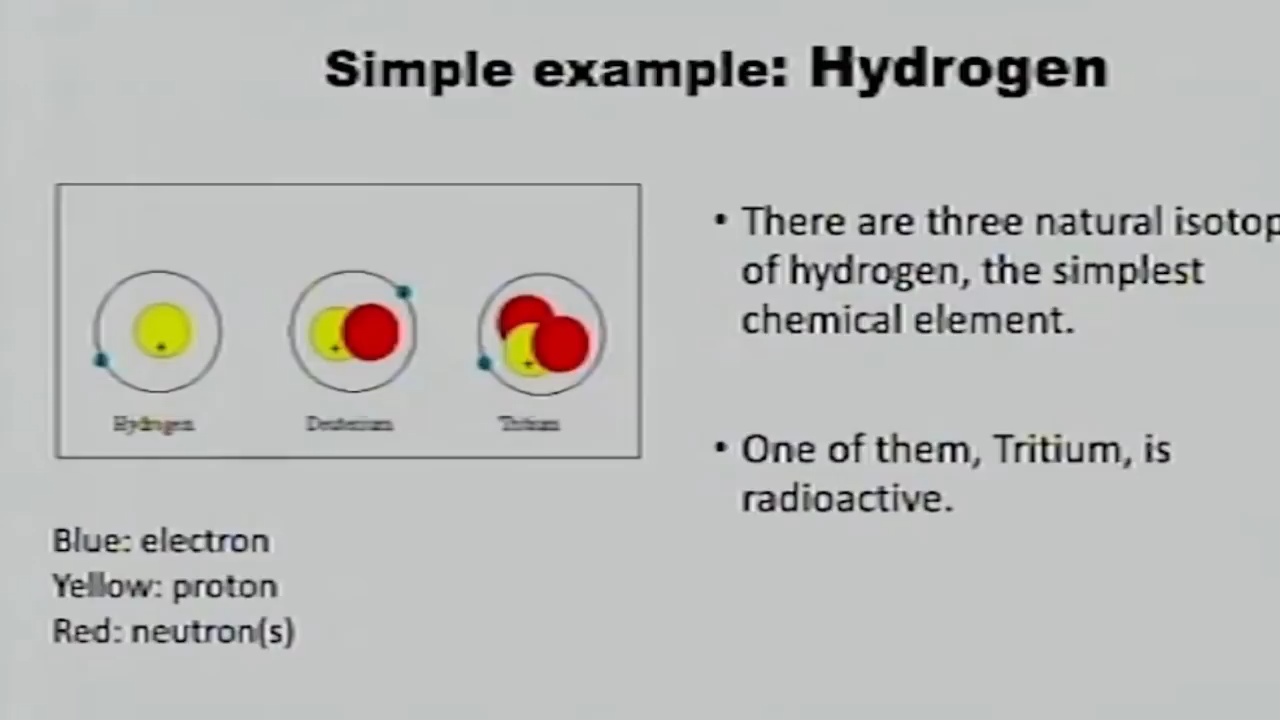 Simple example: Hydrogen
Hydrogen
Deuterium
Tritium
Blue: electron
Yellow: proton
Red: neutron(s)
• There are three natural isotop
of hydrogen, the simplest
chemical element.
• One of them, Tritium, is
radioactive.